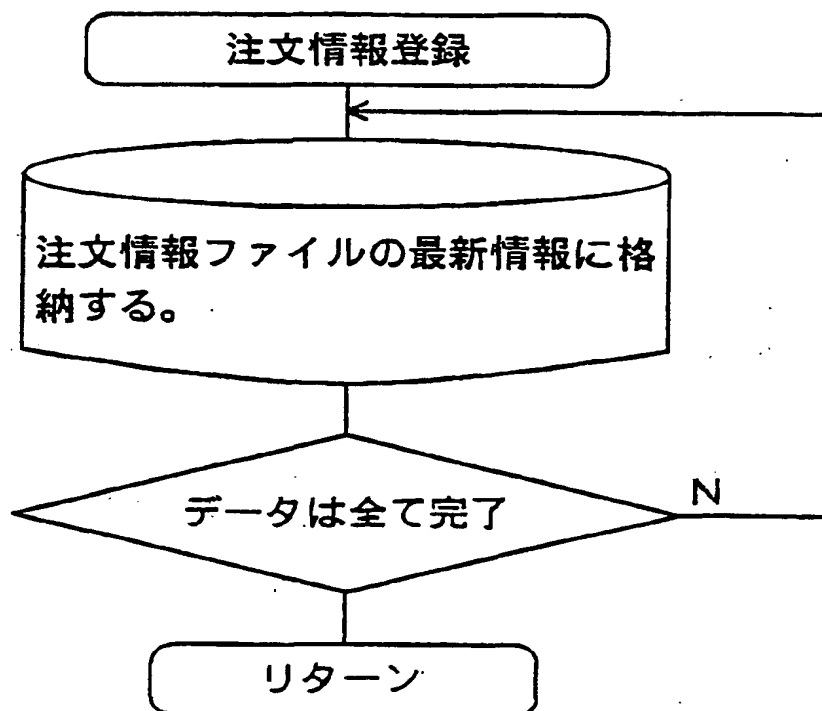 注文情報登録
注文情報ファイルの最新情報に格
納する。
データは全て完了
N
リターン